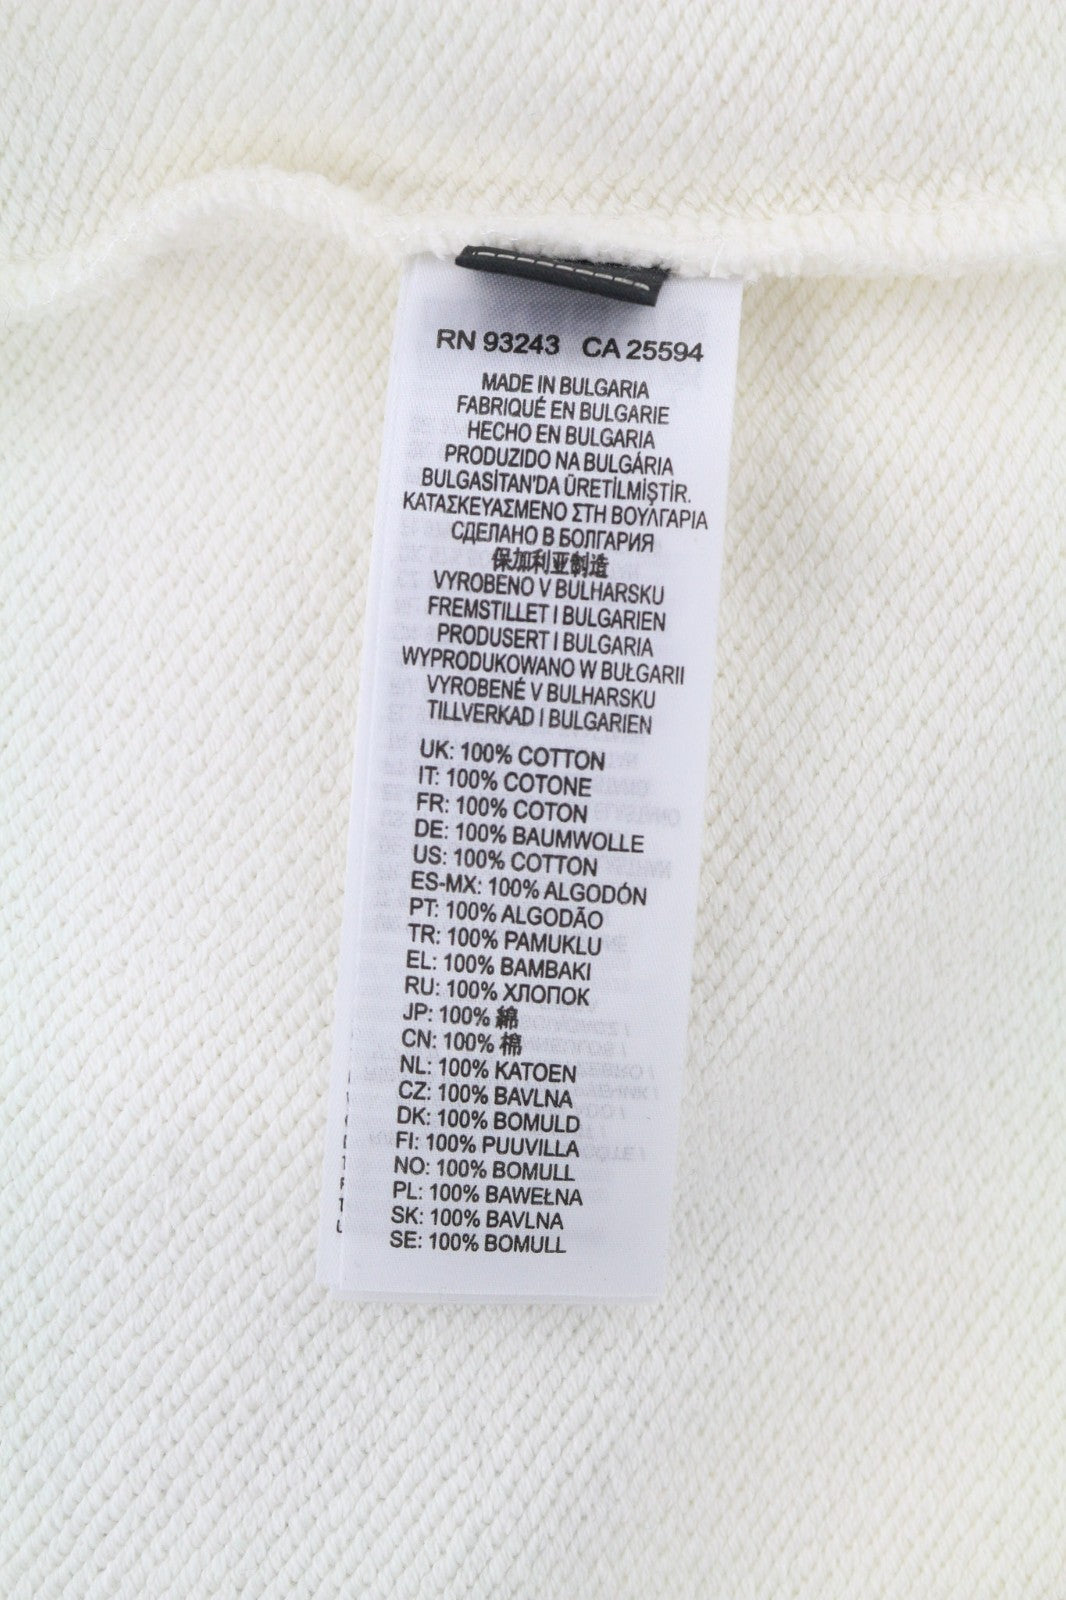 RN 93243 CA 25594
MADE IN BULGARIA
FABRIQUÉ EN BULGARIE
HECHO EN BULGARIA
PRODUZIDO NA BULGÁRIA
BULGASİTAN'DA ÜRETİLMİŞTİR.
ΚΑΤΑΣΚΕΥΑΣΜΕΝΟ ΣΤΗ ΒΟΥΛΓΑΡΙΑ
СДЕЛАНО В БОЛГАРИЯ
保加利亚制造
VYROBENO V BULHARSKU
FREMSTILLET I BULGARIEN
PRODUSERT I BULGARIA
WYPRODUKOWANO W BUŁGARII
VYROBENÉ V BULHARSKU
TILLVERKAD I BULGARIEN
UK: 100% COTTON
IT: 100% COTONE
FR: 100% COTON
DE: 100% BAUMWOLLE
US: 100% COTTON
ES-MX: 100% ALGODÓN
PT: 100% ALGODÃO
TR: 100% PAMUKLU
EL: 100% BAMBAKI
RU: 100% ХЛОПОК
JP: 100% 綿
CN: 100% 棉
NL: 100% KATOEN
CZ: 100% BAVLNA
DK: 100% BOMULD
FI: 100% PUUVILLA
NO: 100% BOMULL
PL: 100% BAWEŁNA
SK: 100% BAVLNA
SE: 100% BOMULL